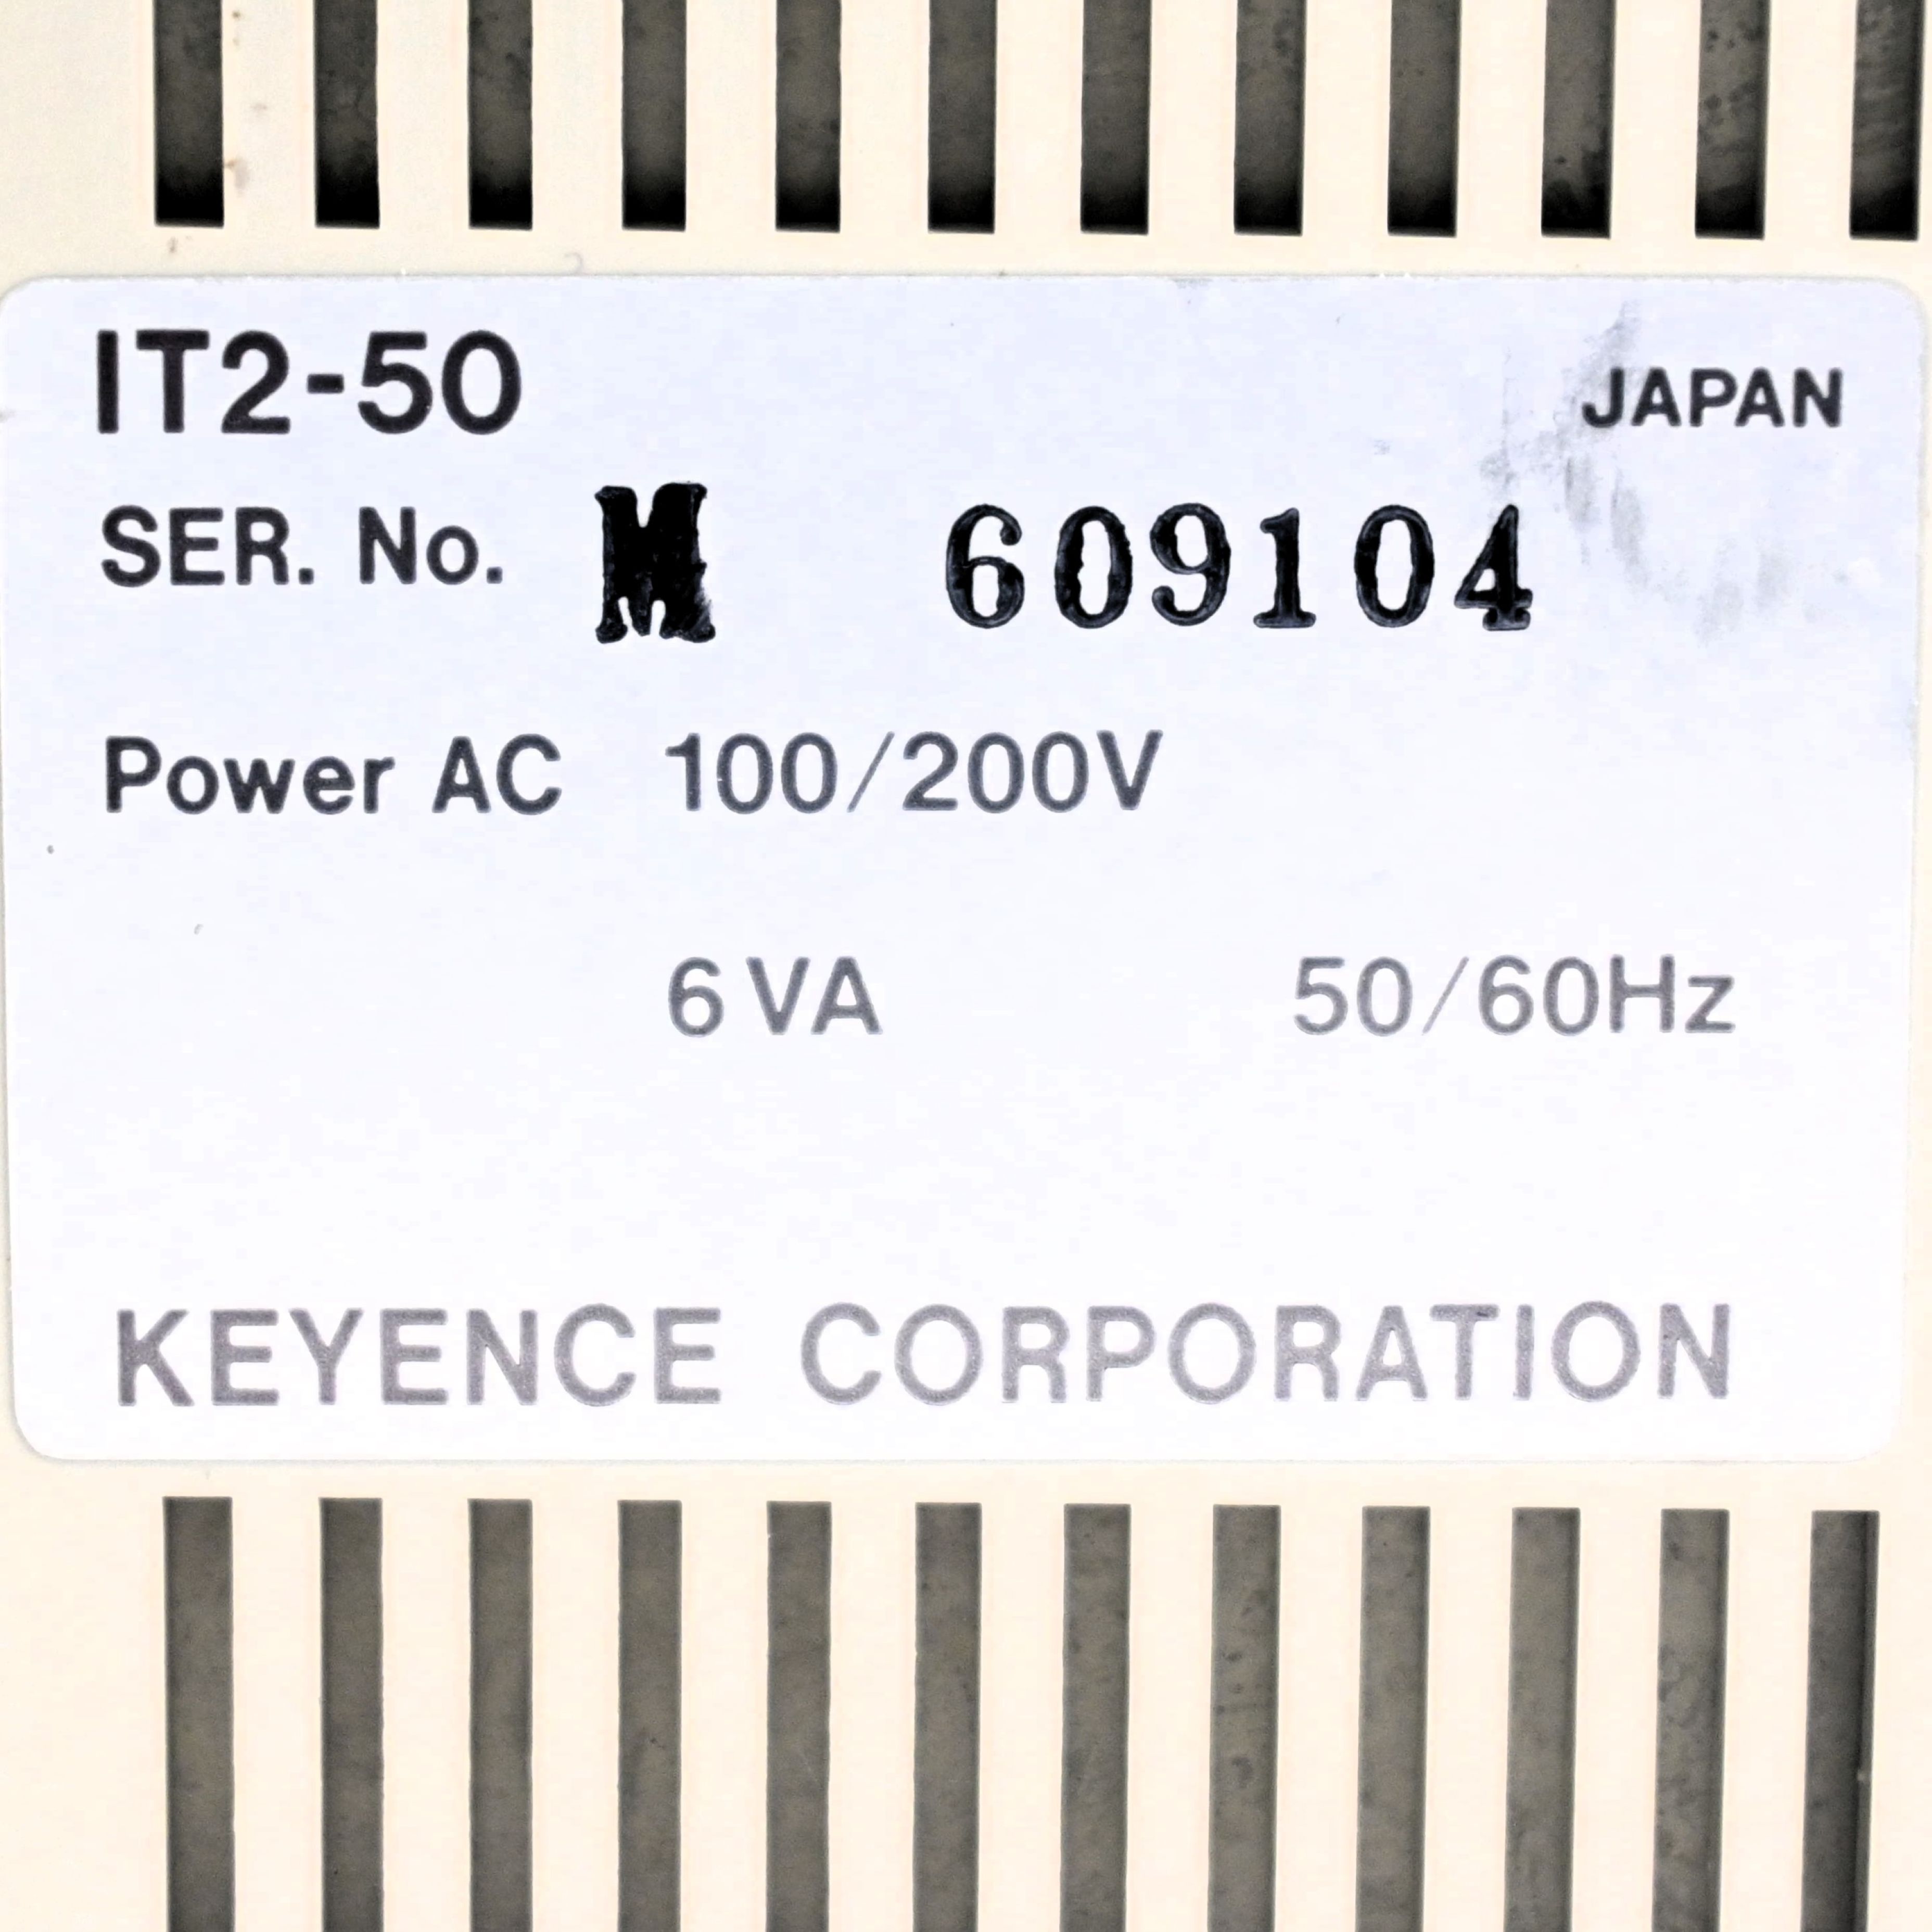 IT2-50 JAPAN
SER. No. M 609104
Power AC 100/200V
6 VA 50/60Hz
KEYENCE CORPORATION